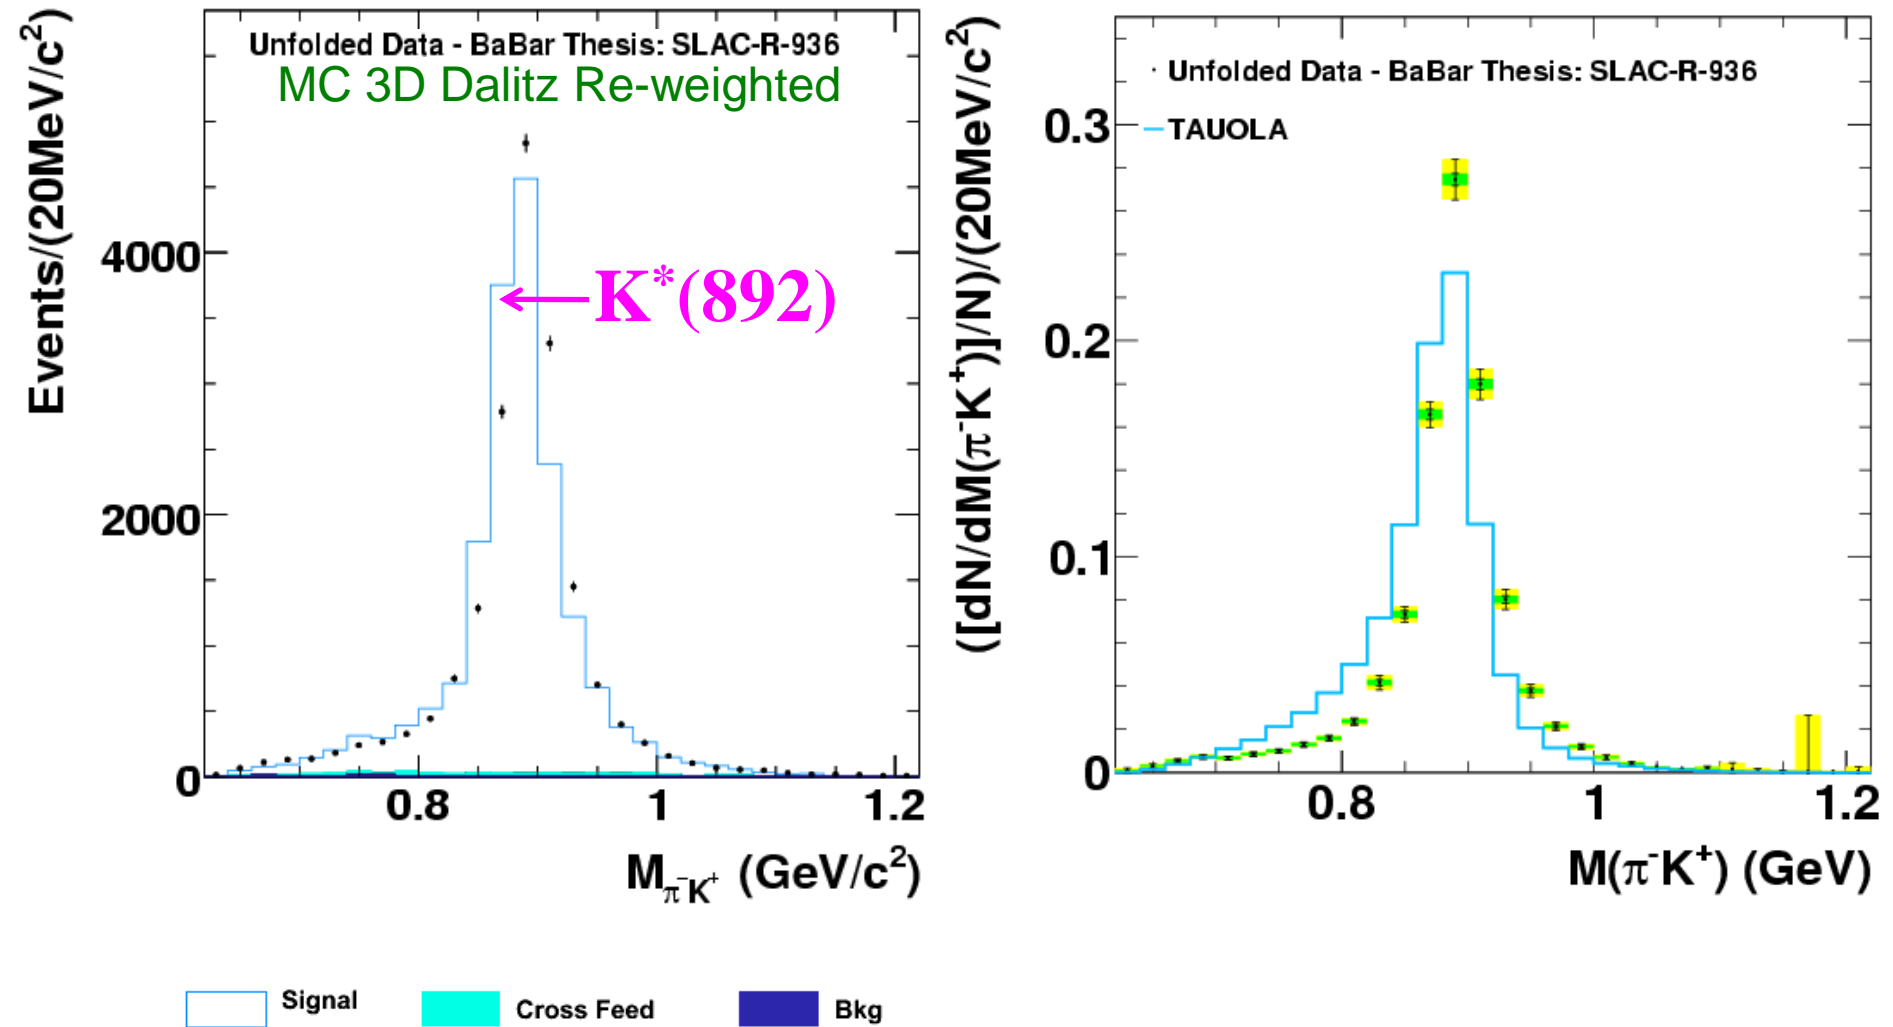 Events/(20MeV/c²)
Unfolded Data - BaBar Thesis: SLAC-R-936
MC 3D Dalitz Re-weighted
K*(892)
4000
2000
0
0.8
1
1.2
M_π⁻K⁺ (GeV/c²)
Signal
Cross Feed
Bkg
([dN/dM(π⁻K⁺)]/N)/(20MeV/c²)
Unfolded Data - BaBar Thesis: SLAC-R-936
TAUOLA
0.3
0.2
0.1
0
0.8
1
1.2
M(π⁻K⁺) (GeV)